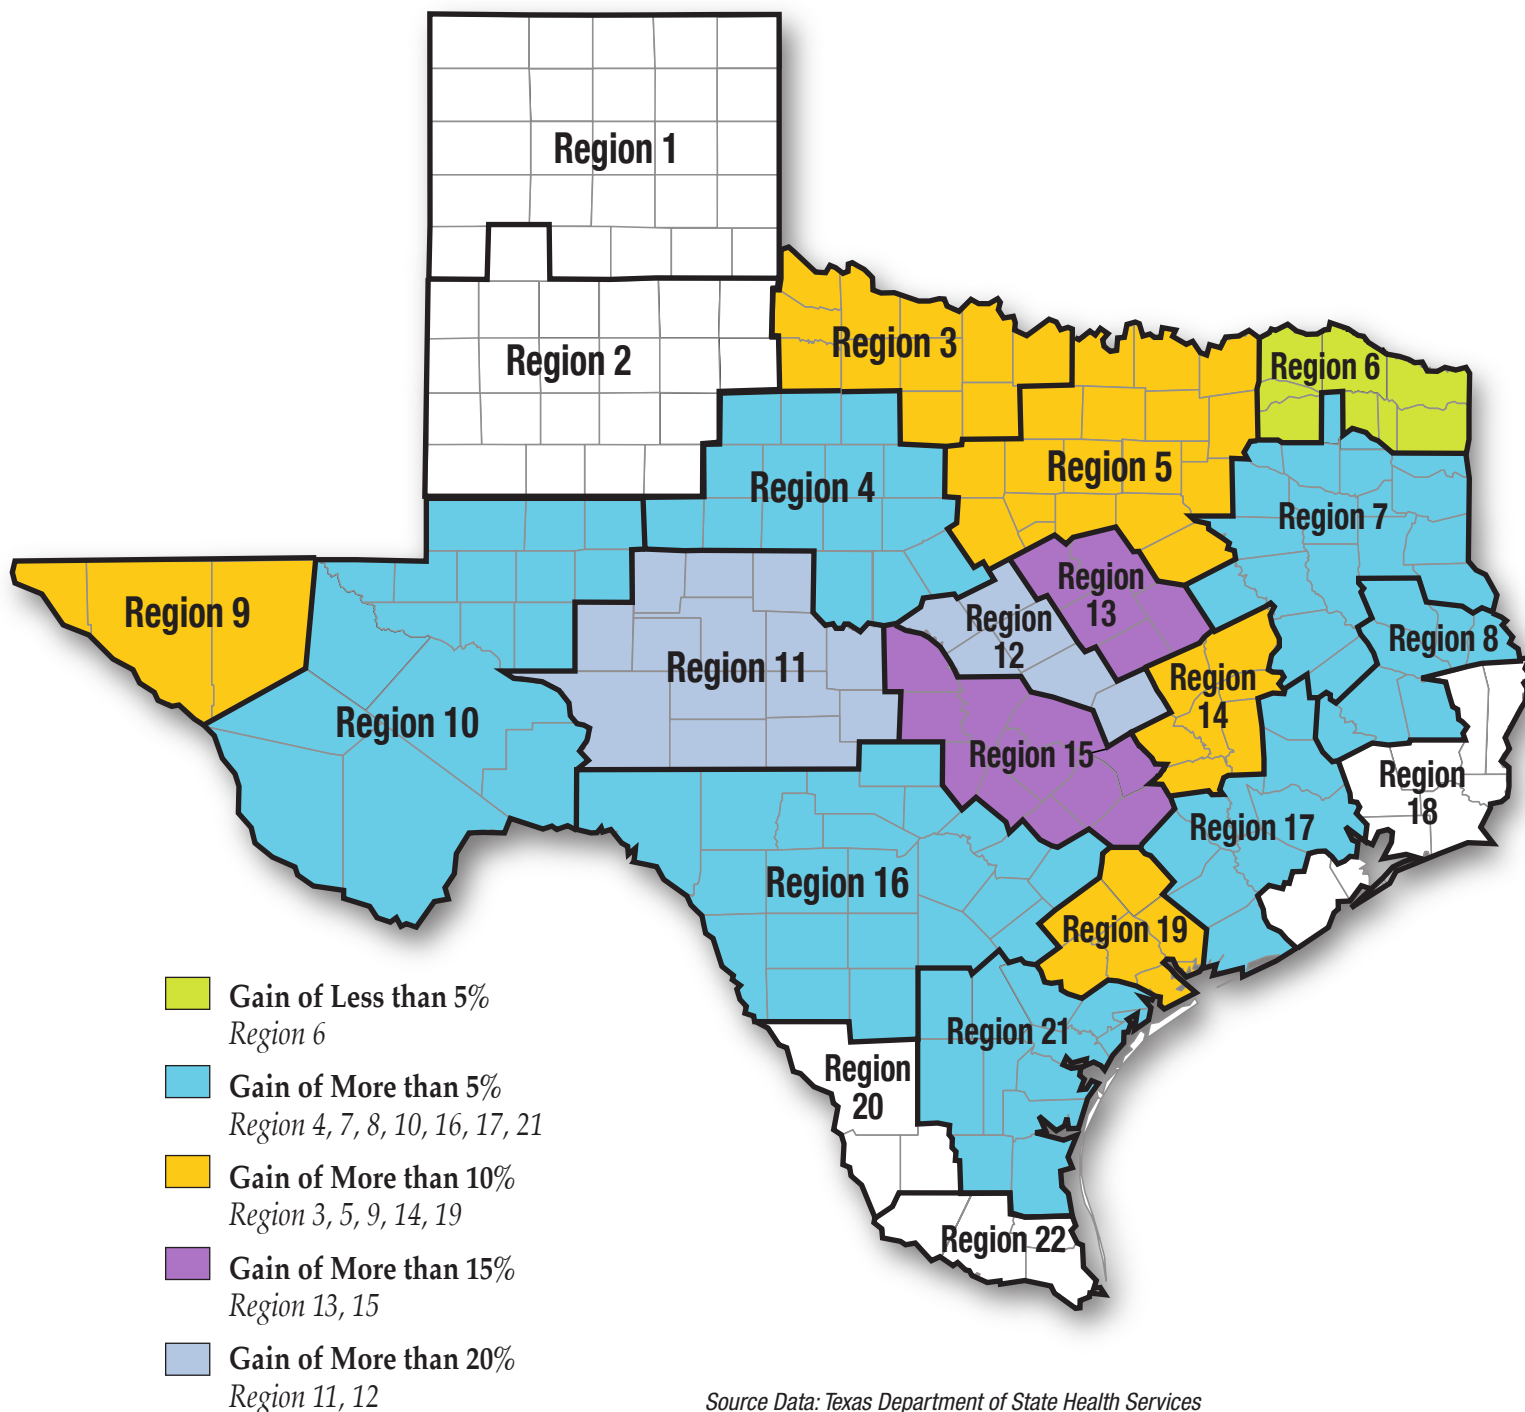 Region 1
Region 2
Region 3
Region 6
Region 5
Region 4
Region 7
Region
13
Region 9
Region
12
Region 8
Region 11
Region
14
Region 10
Region 15
Region
18
Region 17
Region 16
Region 19
Region 21
Region
20
Region 22
Gain of Less than 5%
Region 6
Gain of More than 5%
Region 4, 7, 8, 10, 16, 17, 21
Gain of More than 10%
Region 3, 5, 9, 14, 19
Gain of More than 15%
Region 13, 15
Gain of More than 20%
Region 11, 12
Source Data: Texas Department of State Health Services